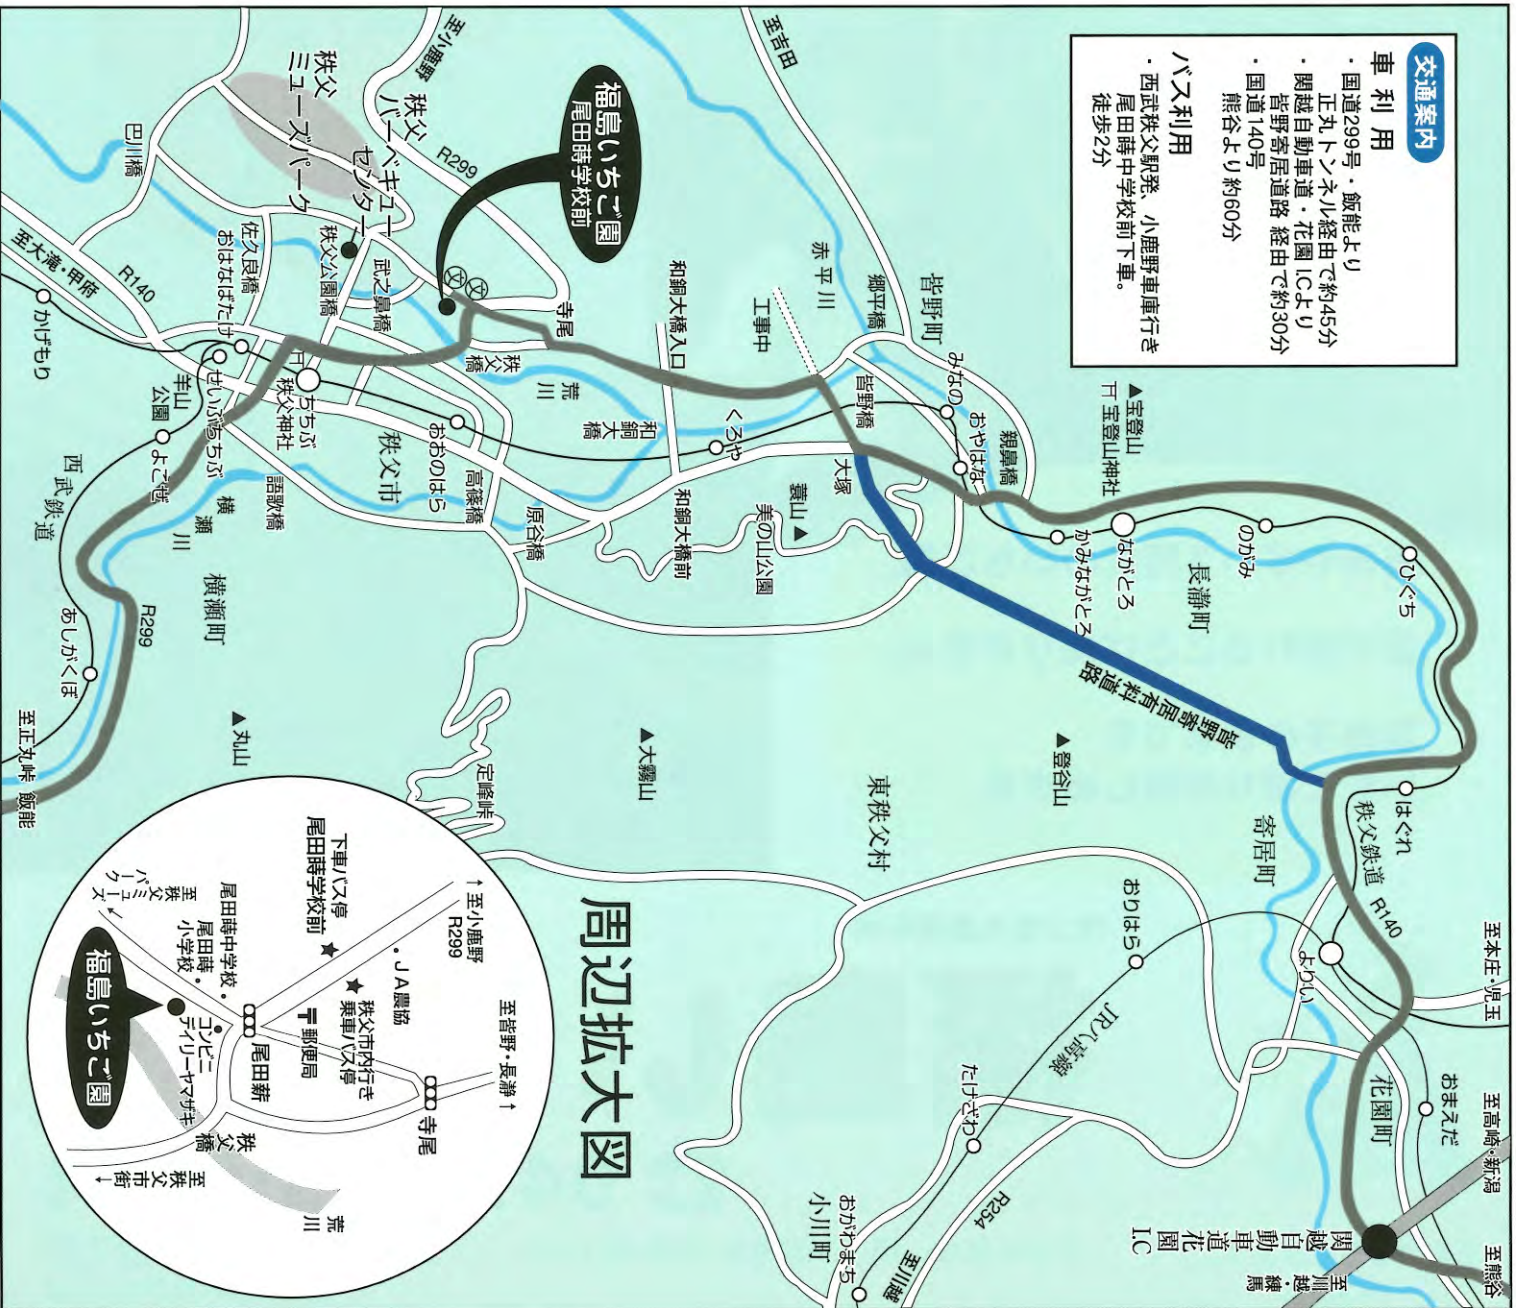 交通案内
車利用
・国道299号・飯能より
正丸トンネル経由で約45分
・関越自動車道・花園ICより
皆野寄居道路 経由で約30分
・国道140号
熊谷より約60分
バス利用
・西武秩父駅発、小鹿野車庫行き
尾田蒔中学校前下車。
徒歩2分
至本庄・児玉
至高崎・新潟
至熊谷
おまえだ
花園町
関越自動車道花園I.C
至川越・練馬
R140
よりい
はぐれ
秩父鉄道
寄居町
ひぐち
のがみ
長瀞町
ながとろ
かみながとろ
▲宝登山
宝登山神社
皆野寄居有料道路
▲登谷山
東秩父村
おりはら
JR八高線
たけざわ
R254
小川町
おがわまち
至川越
親鼻橋
おやはな
みなの
皆野町
郷平橋
赤平川
皆野橋
大塚
工事中
至吉田
蓑山▲
美の山公園
くろや
和銅大橋入口
和銅大橋
和銅大橋前
▲大霧山
福島いちご園
尾田蒔学校前
寺尾
荒川
秩父橋
原谷橋
高篠橋
おおのはら
定峰峠
至小鹿野
R299
秩父
バーベキュー
センター
秩父
ミューズパーク
武之鼻橋
秩父公園橋
佐久良橋
おはなばたけ
巴川橋
秩父市
ちちぶ
秩父神社
せいぶちちぶ
羊山
公園
語歌橋
横瀬川
横瀬町
よこぜ
西武鉄道
R140
至大滝・甲府
かげもり
R299
あしがくぼ
▲丸山
至正丸峠 飯能
周辺拡大図
↑至小鹿野
R299
至皆野・長瀞↑
・JA農協
下車バス停
尾田蒔学校前
★
★
秩父市内行き
乗車バス停
〒郵便局
寺尾
尾田新
尾田蒔中学校・
尾田蒔・
小学校
コンビニ
デイリーヤマザキ
至秩父ミューズパーク
↓
福島いちご園
秩父橋
至秩父市街
↓
荒川